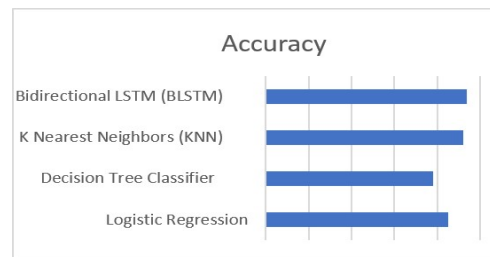 Accuracy
Bidirectional LSTM (BLSTM)
K Nearest Neighbors (KNN)
Decision Tree Classifier
Logistic Regression